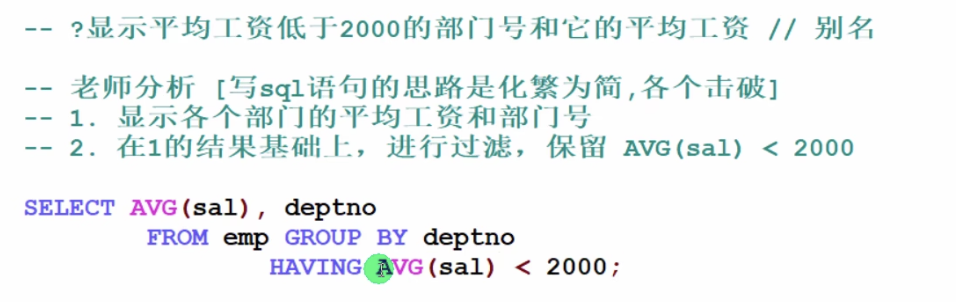 -- ?显示平均工资低于2000的部门号和它的平均工资 // 别名
-- 老师分析 [写sql语句的思路是化繁为简,各个击破]
-- 1. 显示各个部门的平均工资和部门号
-- 2. 在1的结果基础上，进行过滤，保留 AVG(sal) < 2000
SELECT AVG(sal), deptno
FROM emp GROUP BY deptno
HAVING AVG(sal) < 2000;